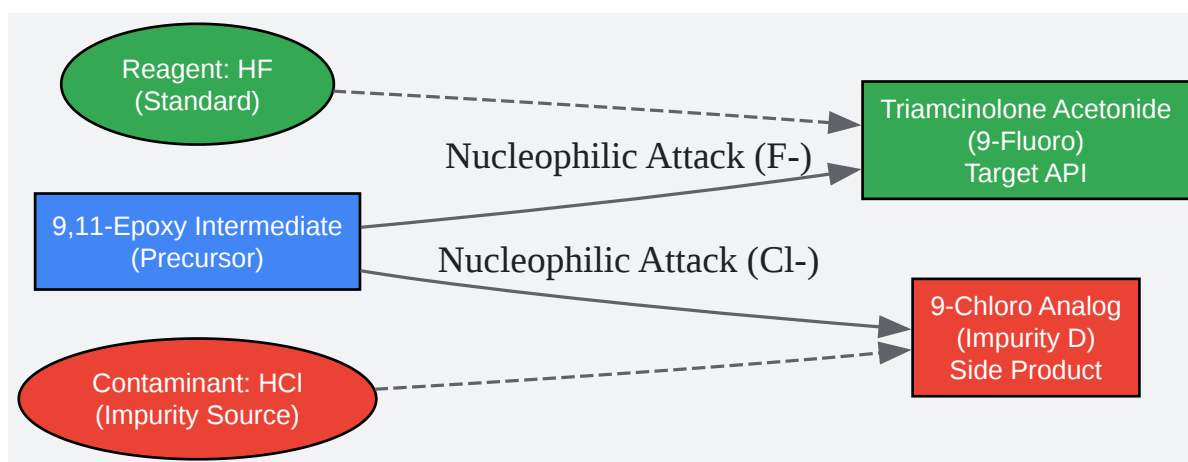 Reagent: HF
(Standard)
Triamcinolone Acetonide
(9-Fluoro)
Target API
Nucleophilic Attack (F-)
9,11-Epoxy Intermediate
(Precursor)
Nucleophilic Attack (Cl-)
9-Chloro Analog
(Impurity D)
Side Product
Contaminant: HCl
(Impurity Source)